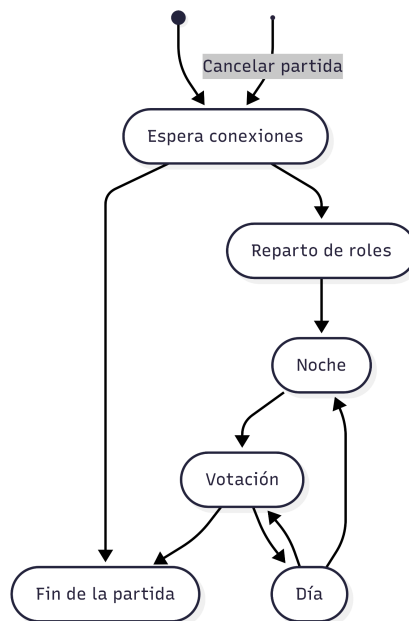 Cancelar partida
Espera conexiones
Reparto de roles
Noche
Votación
Fin de la partida
Día